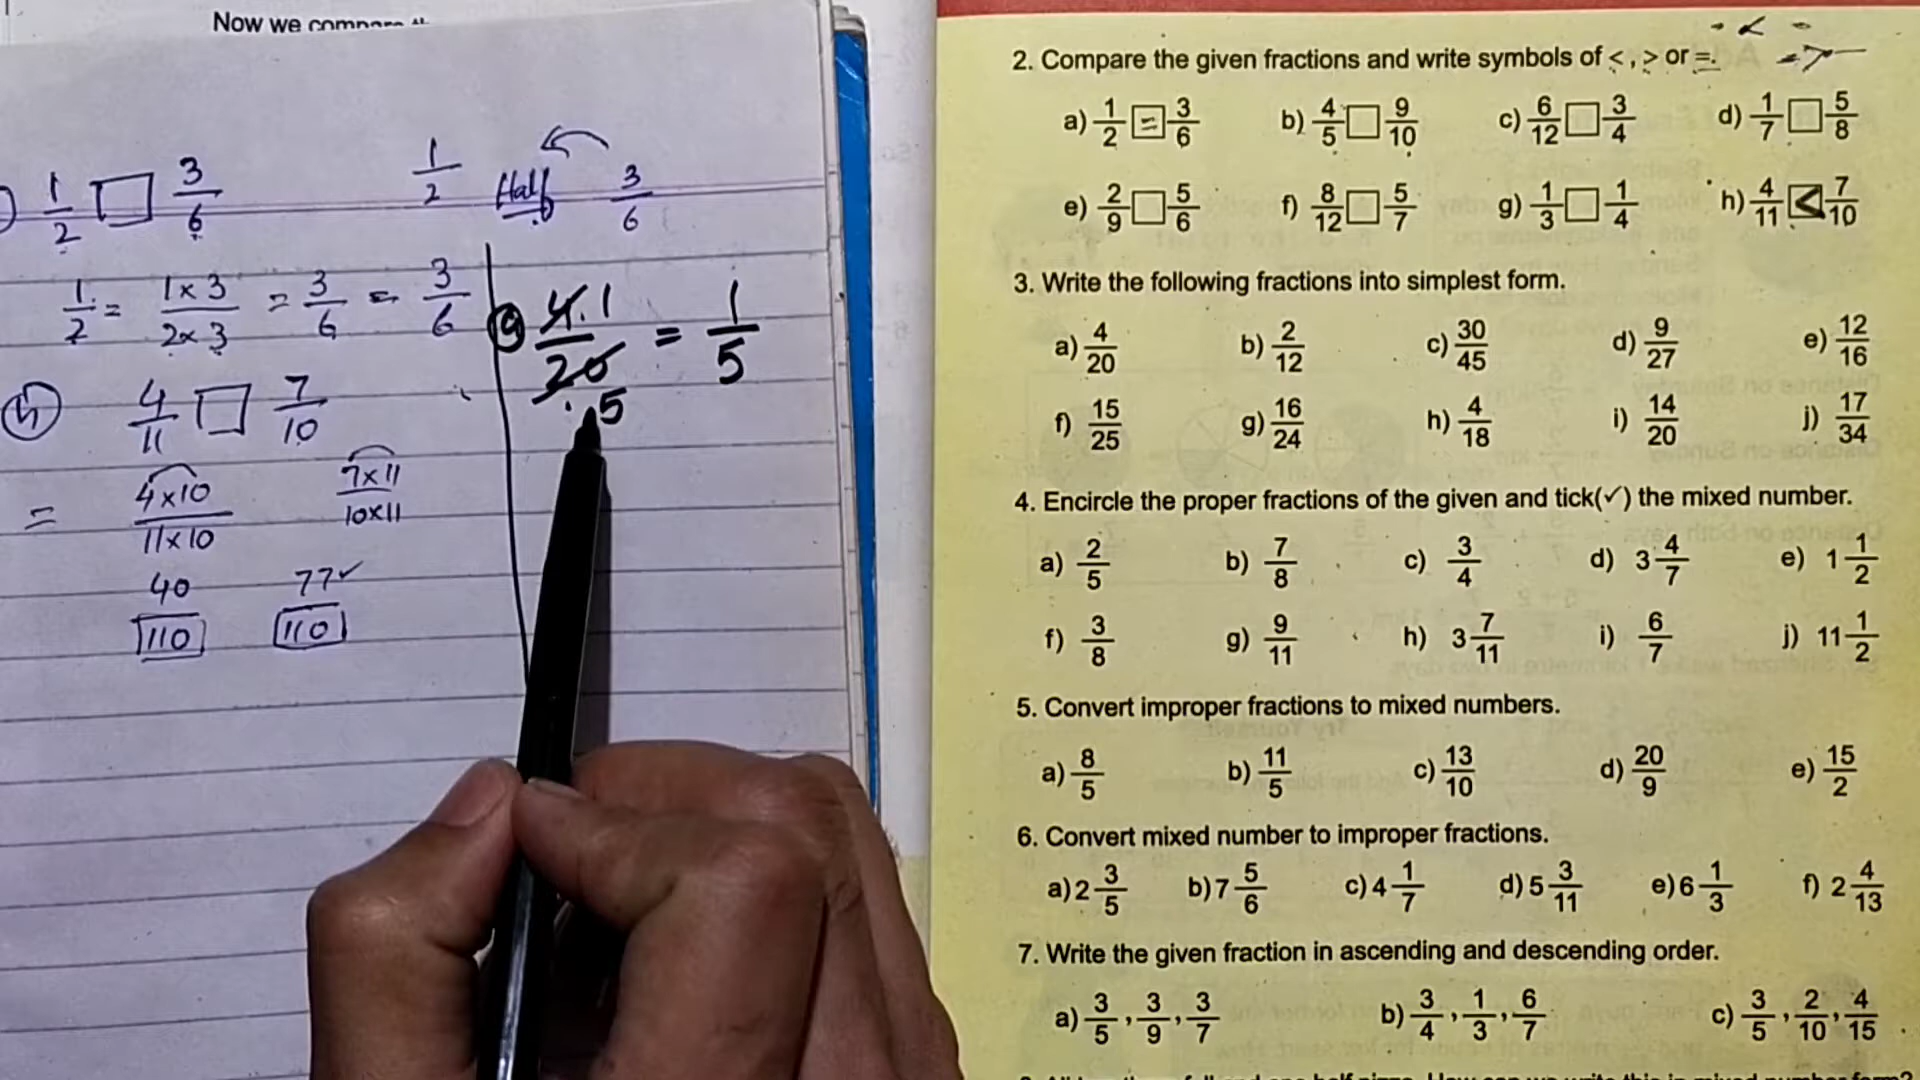 Now we compare
1/2 □ 3/6
1/2 Half 3/6
1/2 = 1×3/2×3 = 3/6 = 3/6
a 4/20 1 5 = 1/5
h 4/11 □ 7/10
= 4×10/11×10 7×11/10×11
40/110 77✓/110
2. Compare the given fractions and write symbols of <, > or =. < >
a) 1/2 = 3/6 b) 4/5 □ 9/10 c) 6/12 □ 3/4 d) 1/7 □ 5/8
e) 2/9 □ 5/6 f) 8/12 □ 5/7 g) 1/3 □ 1/4 h) 4/11 < 7/10
3. Write the following fractions into simplest form.
a) 4/20 b) 2/12 c) 30/45 d) 9/27 e) 12/16
f) 15/25 g) 16/24 h) 4/18 i) 14/20 j) 17/34
4. Encircle the proper fractions of the given and tick(✓) the mixed number.
a) 2/5 b) 7/8 c) 3/4 d) 3 4/7 e) 1 1/2
f) 3/8 g) 9/11 h) 3 7/11 i) 6/7 j) 11 1/2
5. Convert improper fractions to mixed numbers.
a) 8/5 b) 11/5 c) 13/10 d) 20/9 e) 15/2
6. Convert mixed number to improper fractions.
a) 2 3/5 b) 7 5/6 c) 4 1/7 d) 5 3/11 e) 6 1/3 f) 2 4/13
7. Write the given fraction in ascending and descending order.
a) 3/5, 3/9, 3/7 b) 3/4, 1/3, 6/7 c) 3/5, 2/10, 4/15